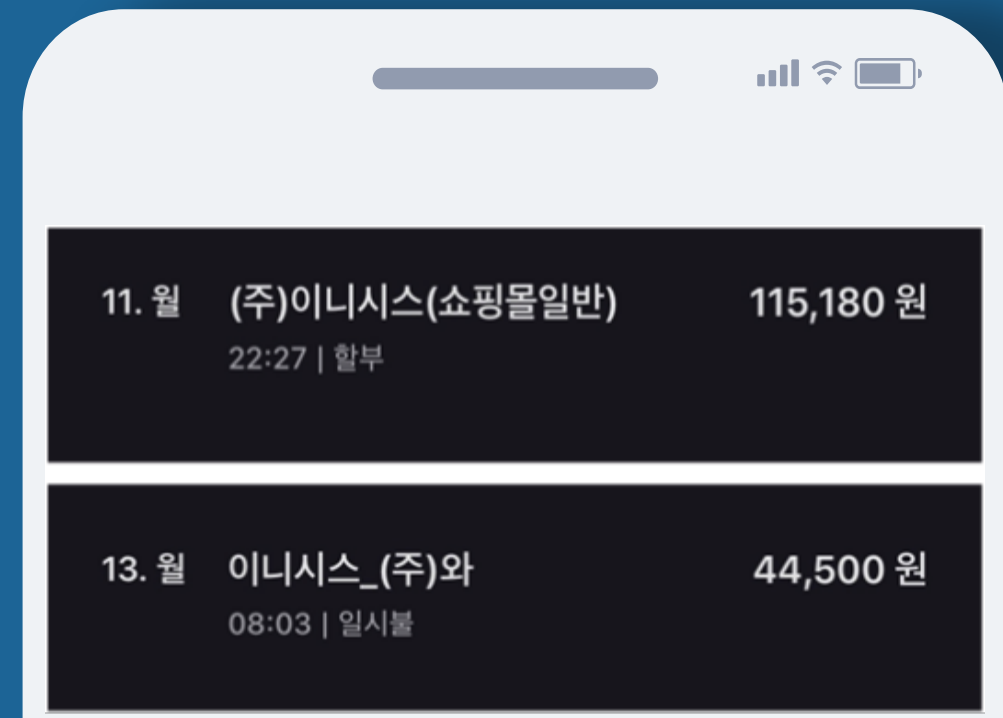 11. 월 (주)이니시스(쇼핑몰일반) 115,180 원
22:27 | 할부
13. 월 이니시스_(주)와 44,500 원
08:03 | 일시불